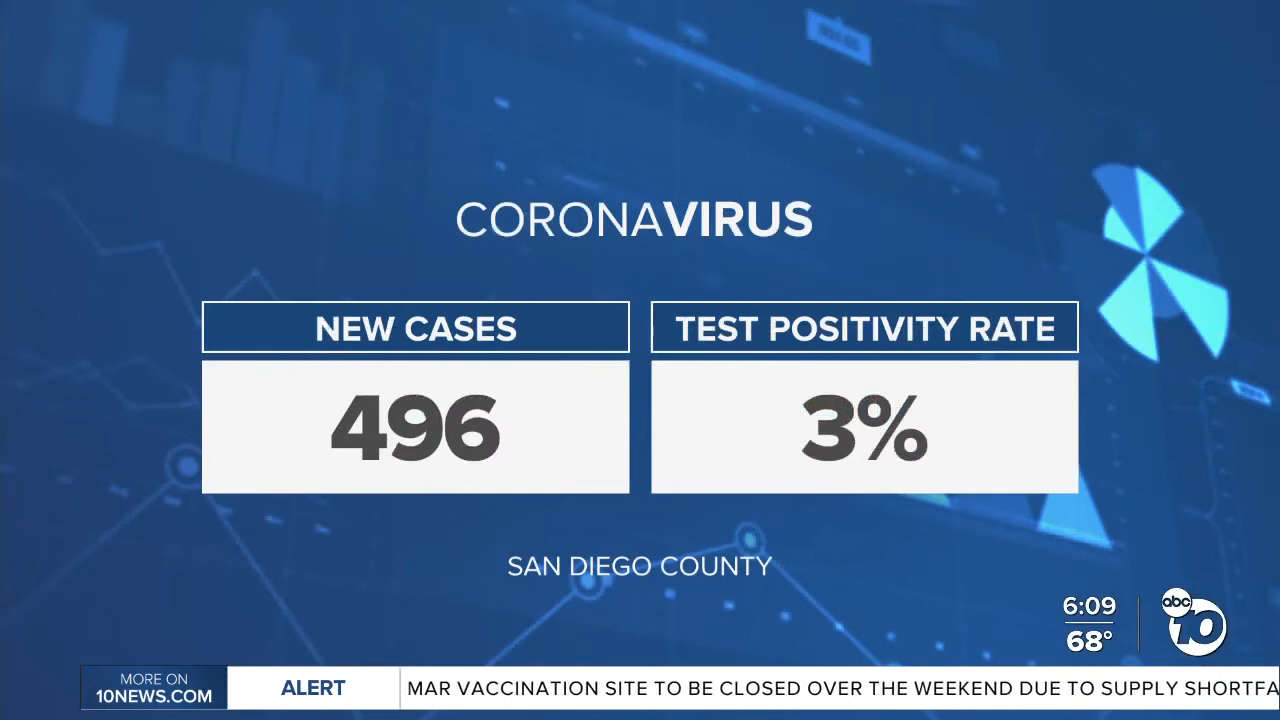 CORONAVIRUS
NEW CASES
TEST POSITIVITY RATE
496
3%
SAN DIEGO COUNTY
6:09
68°
abc
10
MORE ON
10NEWS.COM
ALERT
MAR VACCINATION SITE TO BE CLOSED OVER THE WEEKEND DUE TO SUPPLY SHORTFA